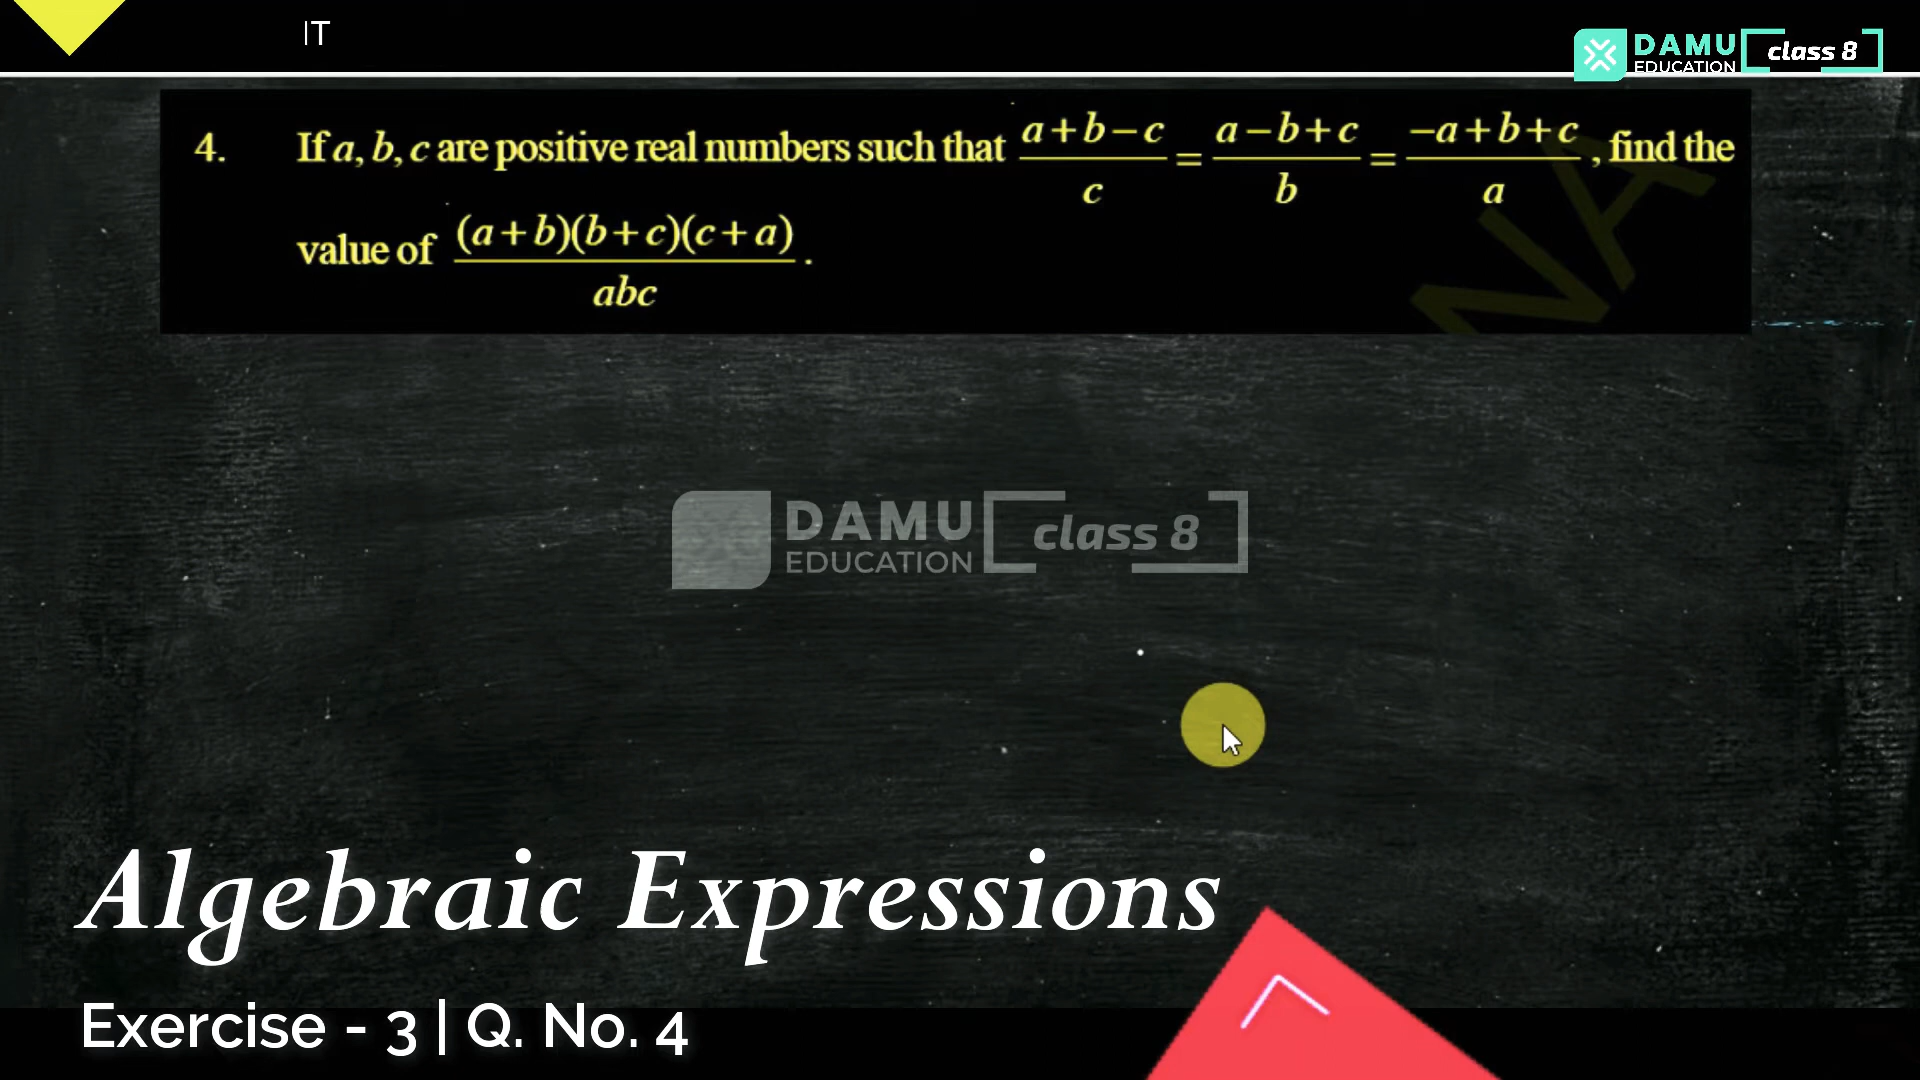 IT
DAMU
EDUCATION
class 8
4. If a, b, c are positive real numbers such that (a+b−c)/c = (a−b+c)/b = (−a+b+c)/a, find the
value of (a+b)(b+c)(c+a)/abc.
NA
DAMU
EDUCATION
class 8
Algebraic Expressions
Exercise - 3 | Q. No. 4